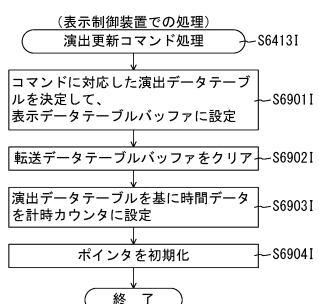 (表示制御装置での処理)
演出更新コマンド処理
S6413I
コマンドに対応した演出データテーブ
ルを決定して、
表示データテーブルバッファに設定
S6901I
転送データテーブルバッファをクリア
S6902I
演出データテーブルを基に時間データ
を計時カウンタに設定
S6903I
ポインタを初期化
S6904I
終 了